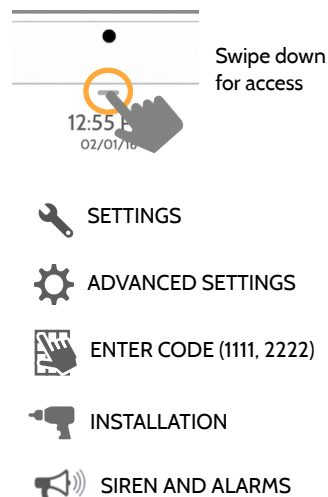 Swipe down
for access
12:55
02/01/18
SETTINGS
ADVANCED SETTINGS
ENTER CODE (1111, 2222)
INSTALLATION
SIREN AND ALARMS